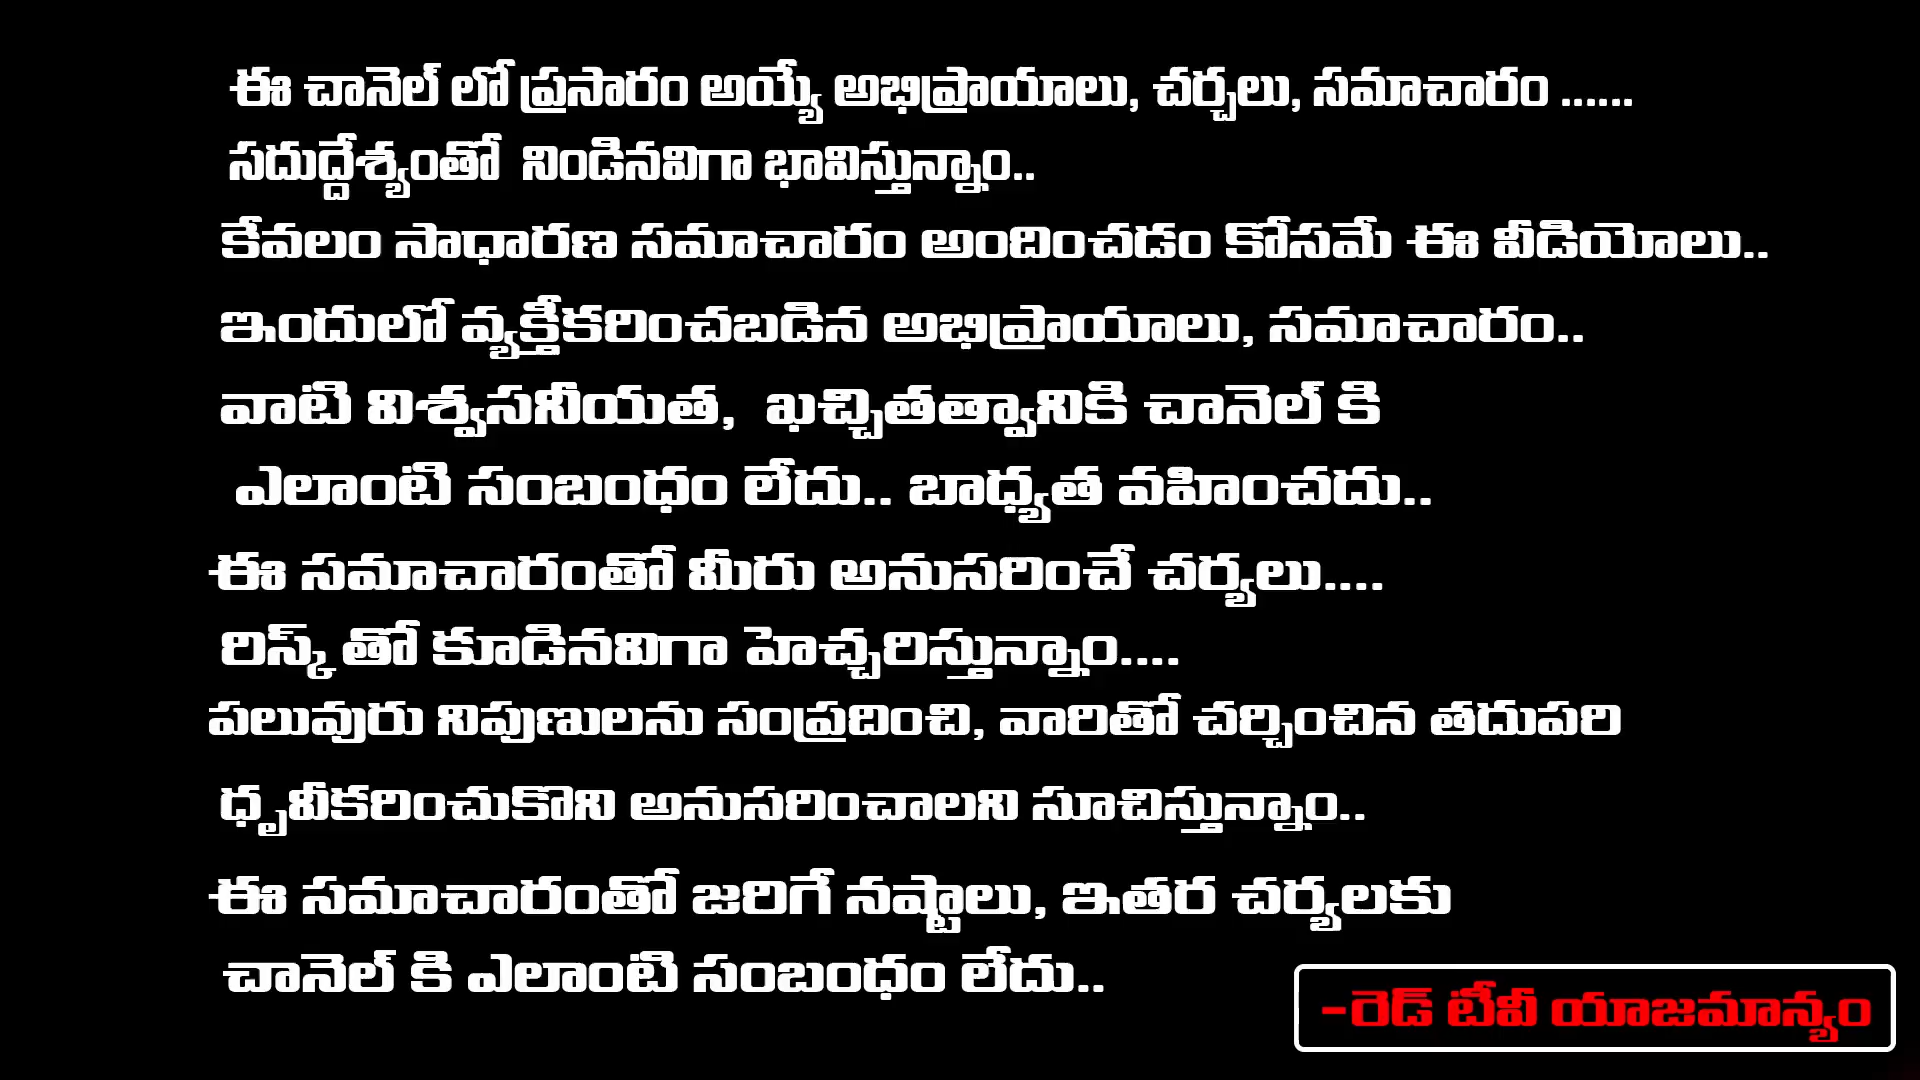 ఈ చానెల్ లో ప్రసారం అయ్యే అభిప్రాయాలు, చర్చలు, సమాచారం ......
సదుద్దేశ్యంతో నిండినవిగా భావిస్తున్నాం..
కేవలం సాధారణ సమాచారం అందించడం కోసమే ఈ వీడియోలు..
ఇందులో వ్యక్తీకరించబడిన అభిప్రాయాలు, సమాచారం..
వాటి విశ్వసనీయత, ఖచ్చితత్వానికి చానెల్ కి
ఎలాంటి సంబంధం లేదు.. బాధ్యత వహించదు..
ఈ సమాచారంతో మీరు అనుసరించే చర్యలు....
రిస్క్ తో కూడినవిగా హెచ్చరిస్తున్నాం....
పలువురు నిపుణులను సంప్రదించి, వారితో చర్చించిన తదుపరి
ధృవీకరించుకొని అనుసరించాలని సూచిస్తున్నాం..
ఈ సమాచారంతో జరిగే నష్టాలు, ఇతర చర్యలకు
చానెల్ కి ఎలాంటి సంబంధం లేదు..
-రెడ్ టీవీ యాజమాన్యం